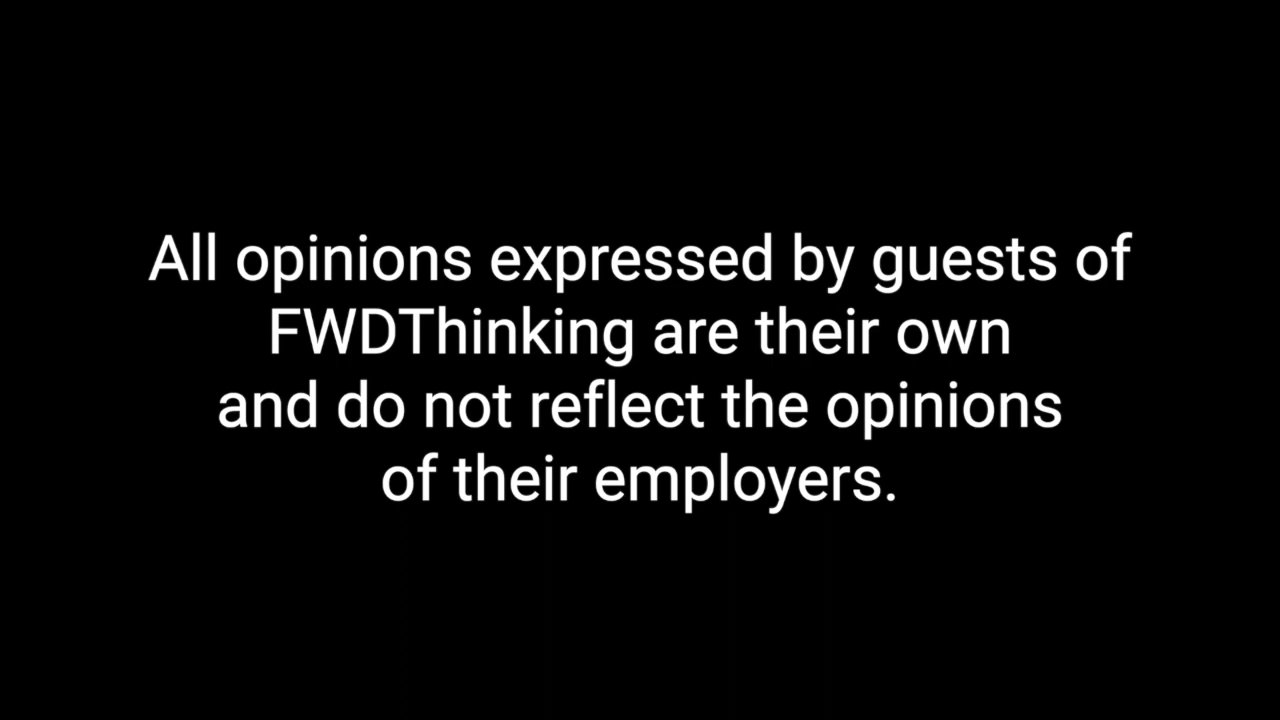 All opinions expressed by guests of
FWDThinking are their own
and do not reflect the opinions
of their employers.